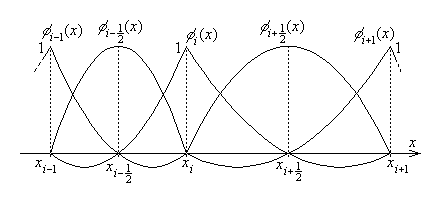 ϕᵢ₋₁(x) ϕᵢ₋½(x) ϕᵢ(x) ϕᵢ₊½(x) ϕᵢ₊₁(x)
1 1 1
x
xᵢ₋₁ xᵢ₋½ xᵢ xᵢ₊½ xᵢ₊₁